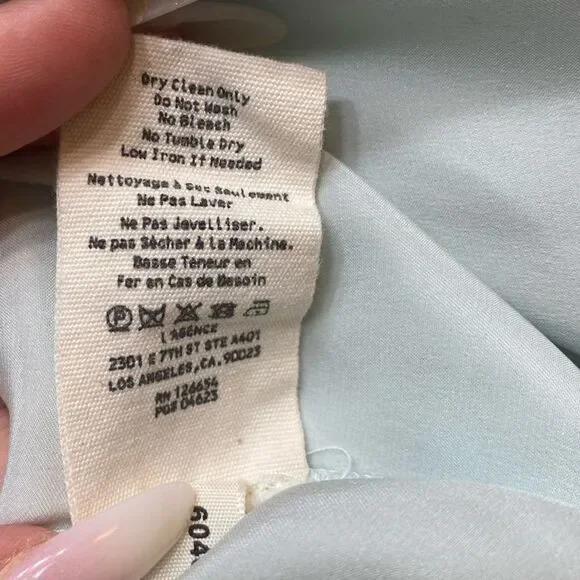 Dry Clean Only
Do Not Wash
No Bleach
No Tumble Dry
Low Iron If Needed
Nettoyage à Sec Seulement
Ne Pas Laver
Ne Pas Javelliser.
Ne pas Sécher à la Machine.
Basse Teneur en
Fer en Cas de Besoin
P
L'AGENCE
2301 E 7TH ST STE A401
LOS ANGELES,CA.90023
RN 126654
PO# 04623
604